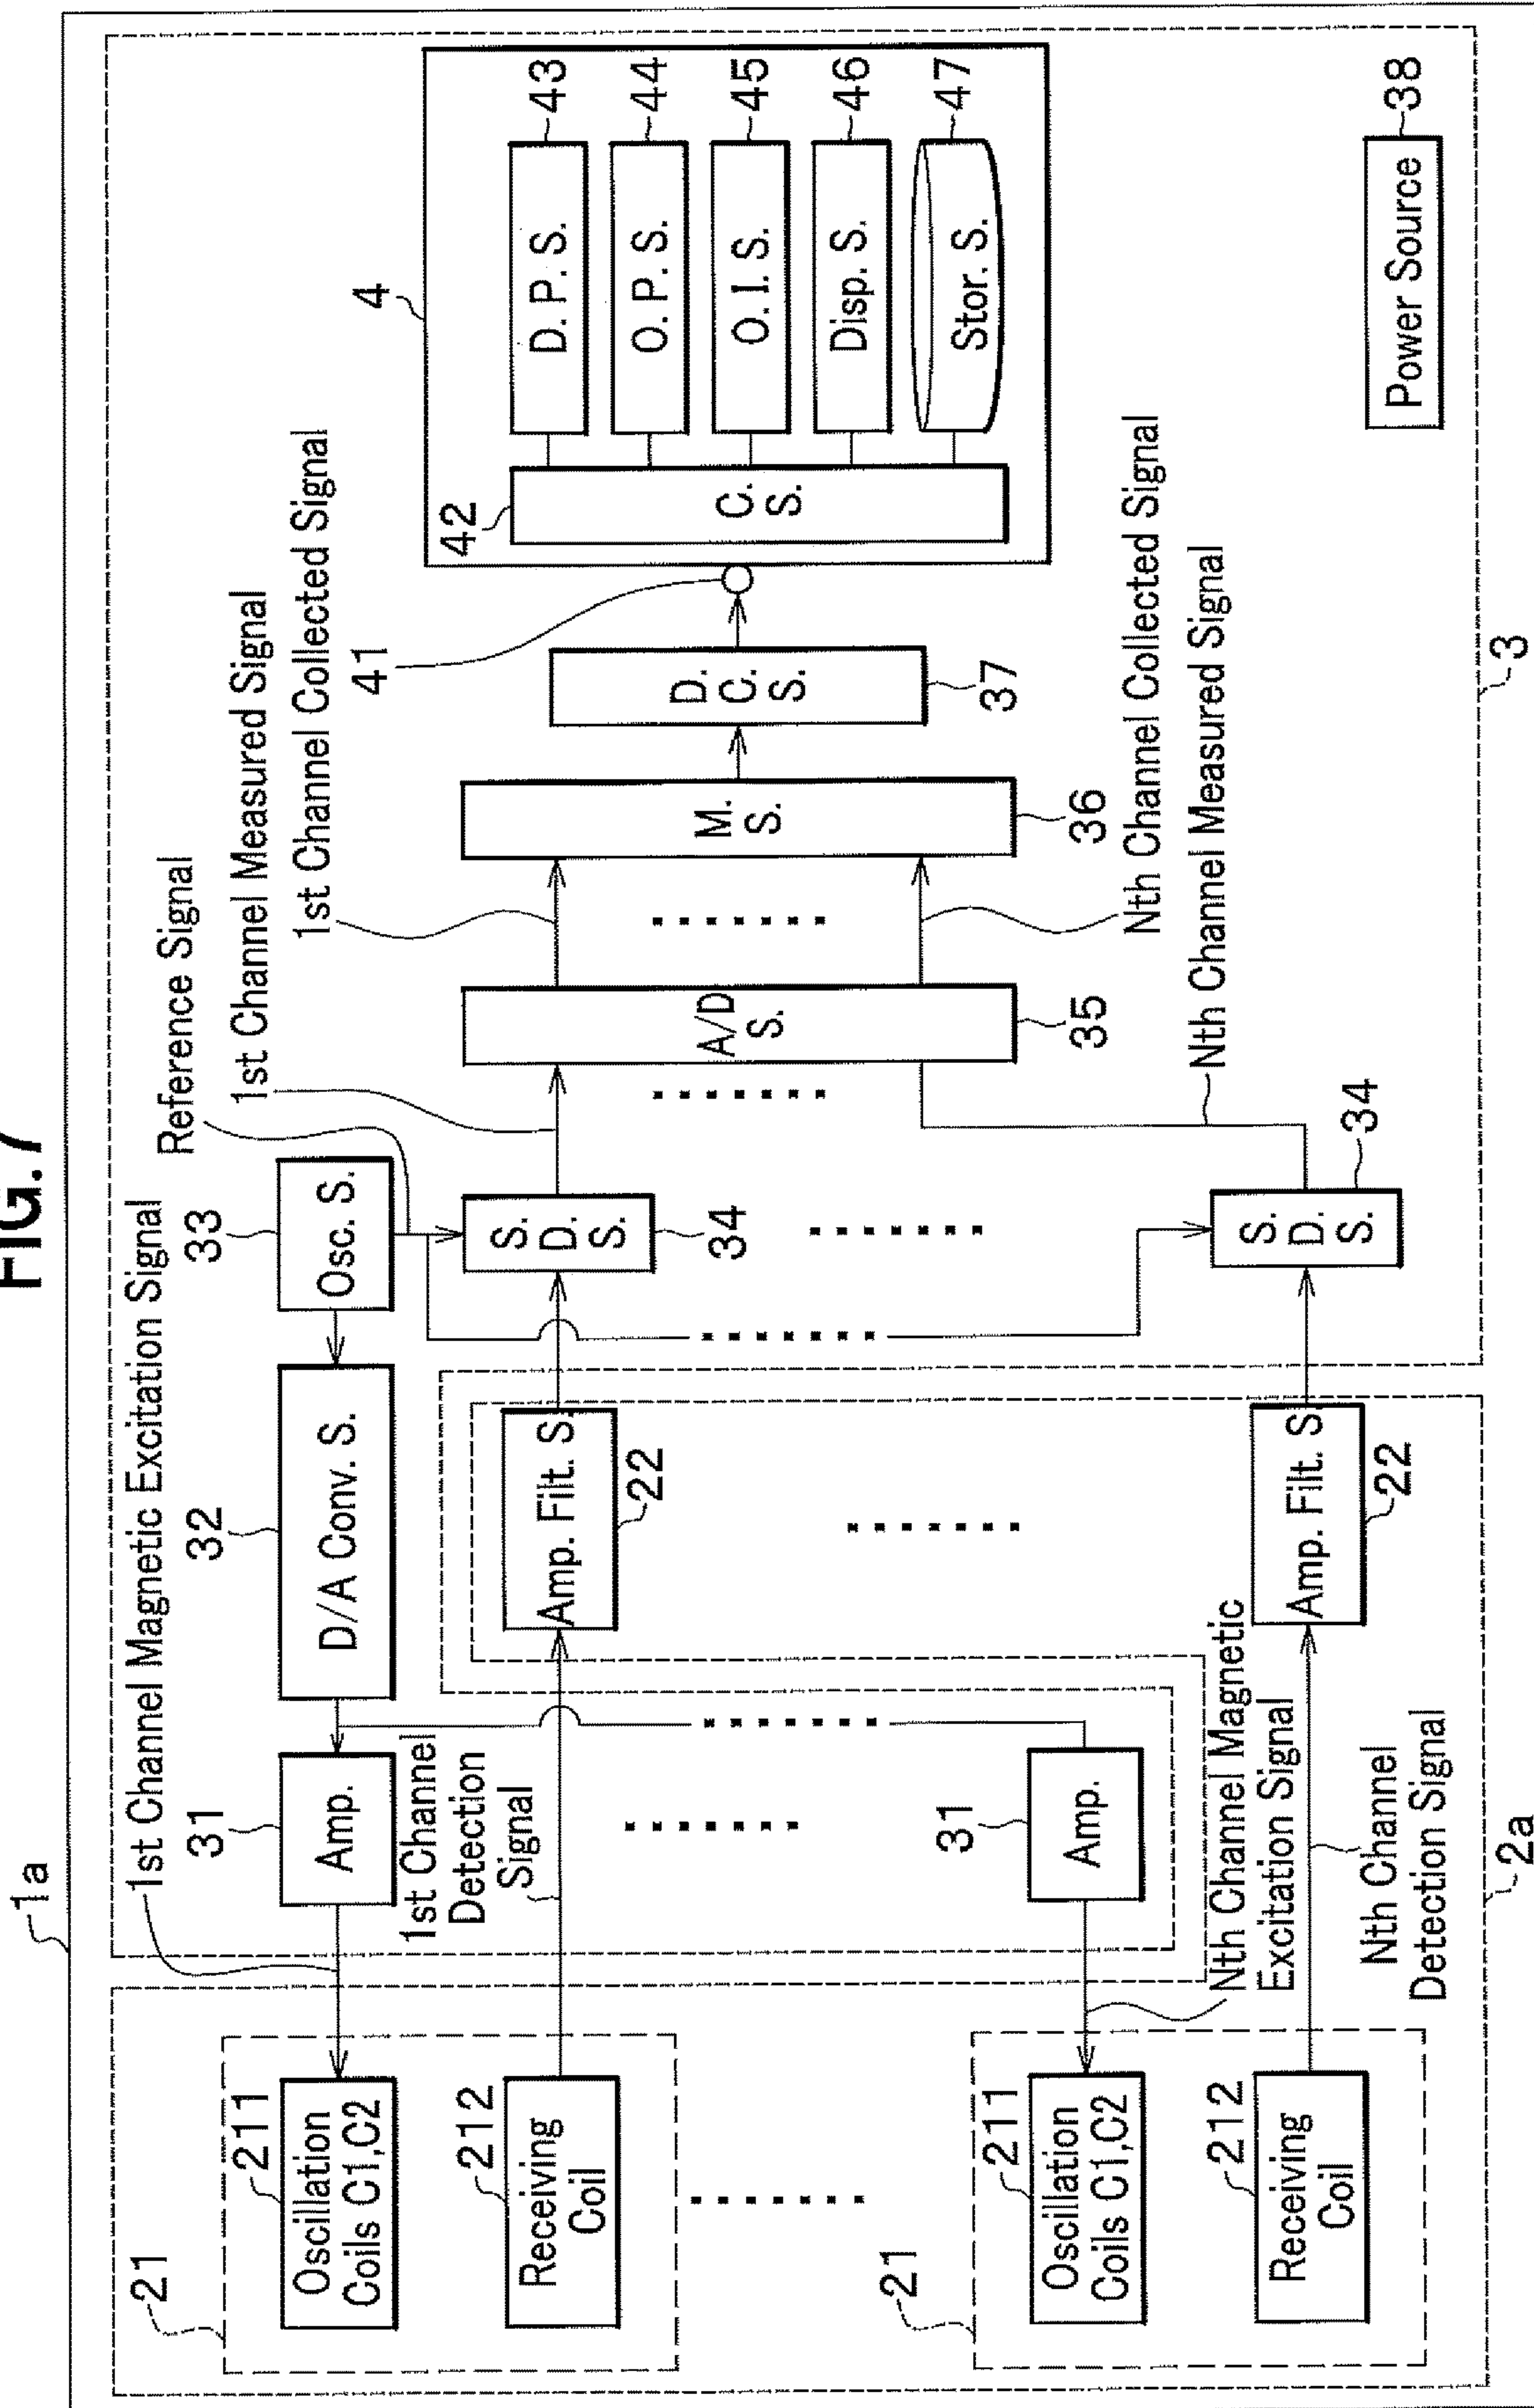 FIG.7
1a
1st Channel Magnetic Excitation Signal
Reference Signal
1st Channel Measured Signal
1st Channel Collected Signal
21
211
Oscillation
Coils C1,C2
31
Amp.
32
D/A Conv. S.
33
Osc. S.
212
Receiving
Coil
1st Channel
Detection
Signal
Amp. Filt. S.
22
S.
D.
S.
34
A/D
S.
35
M.
S.
36
D.
C.
S.
37
41
4
42
C.
S.
D. P. S.
43
O. P. S.
44
O. I. S.
45
Disp. S.
46
Stor. S.
47
21
211
Oscillation
Coils C1,C2
31
Amp.
Nth Channel Magnetic
Excitation Signal
212
Receiving
Coil
Nth Channel
Detection Signal
Amp. Filt. S
22
S.
D.
S.
34
Nth Channel Collected Signal
Nth Channel Measured Signal
Power Source
38
2a
3